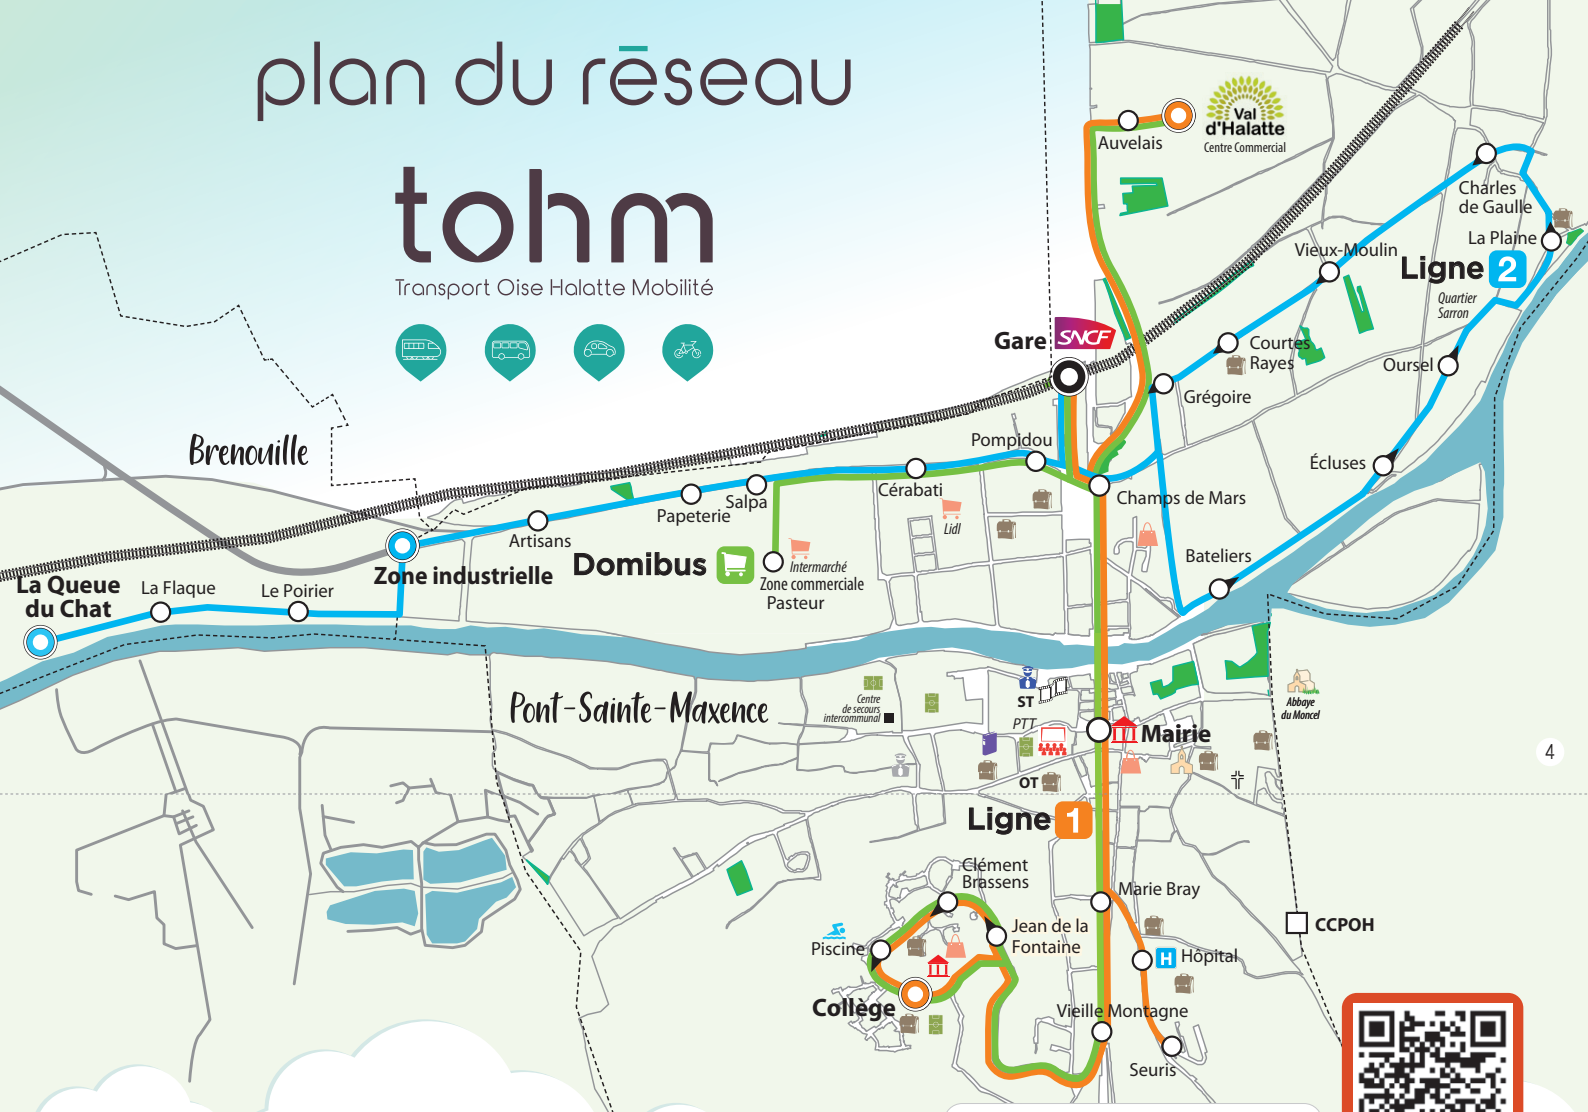 plan du rēseau
tohm
Transport Oise Halatte Mobilité
Val
d'Halatte
Centre Commercial
Auvelais
Charles
de Gaulle
La Plaine
Vieux-Moulin
Ligne 2
Quartier
Sarron
Gare SNCF
Courtes
Rayes
Oursel
Grégoire
Brenouille
Pompidou
Écluses
Cérabati
Champs de Mars
Salpa
Papeterie
Lidl
Artisans
Bateliers
Domibus
Intermarché
Zone commerciale
Pasteur
Zone industrielle
La Queue
du Chat
La Flaque
Le Poirier
Pont-Sainte-Maxence
Centre
de secours
intercommunal
ST
PTT
Abbaye
du Moncel
Mairie
4
OT
Ligne 1
Clément
Brassens
Marie Bray
Jean de la
Fontaine
CCPOH
Piscine
H Hôpital
Collège
Vieille Montagne
Seuris